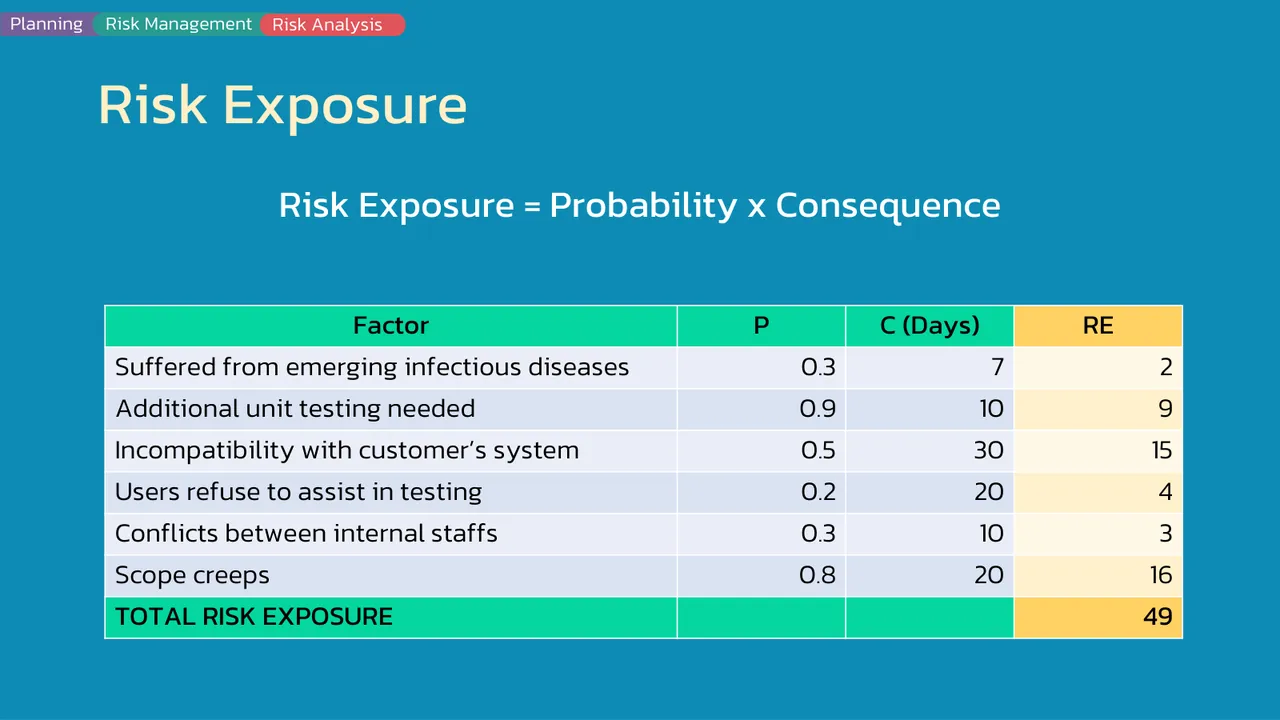 Planning Risk Management Risk Analysis
Risk Exposure
Risk Exposure = Probability x Consequence
Factor P C (Days) RE
Suffered from emerging infectious diseases 0.3 7 2
Additional unit testing needed 0.9 10 9
Incompatibility with customer’s system 0.5 30 15
Users refuse to assist in testing 0.2 20 4
Conflicts between internal staffs 0.3 10 3
Scope creeps 0.8 20 16
TOTAL RISK EXPOSURE 49